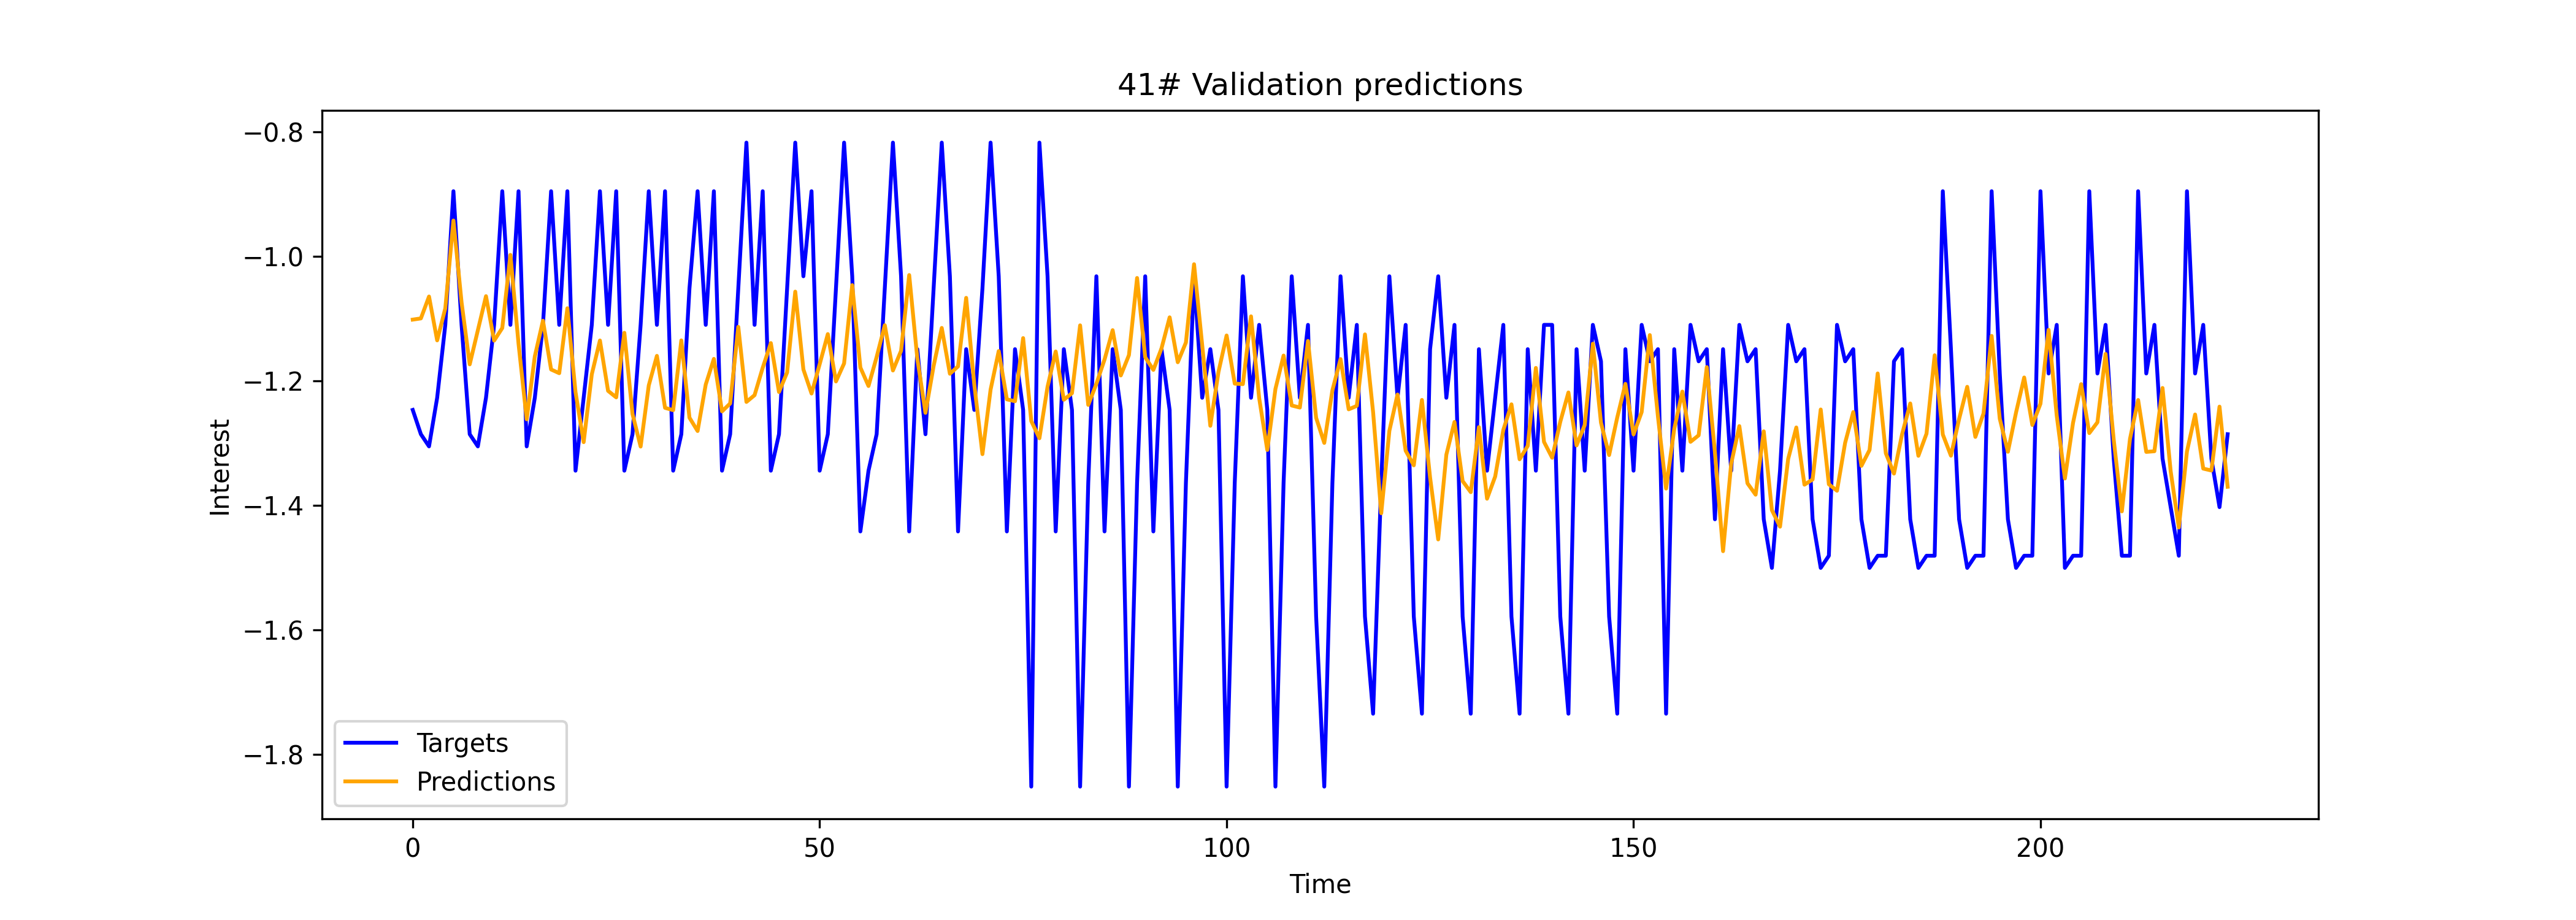 41# Validation predictions
Interest
−0.8
−1.0
−1.2
−1.4
−1.6
−1.8
Targets
Predictions
0 50 100 150 200
Time